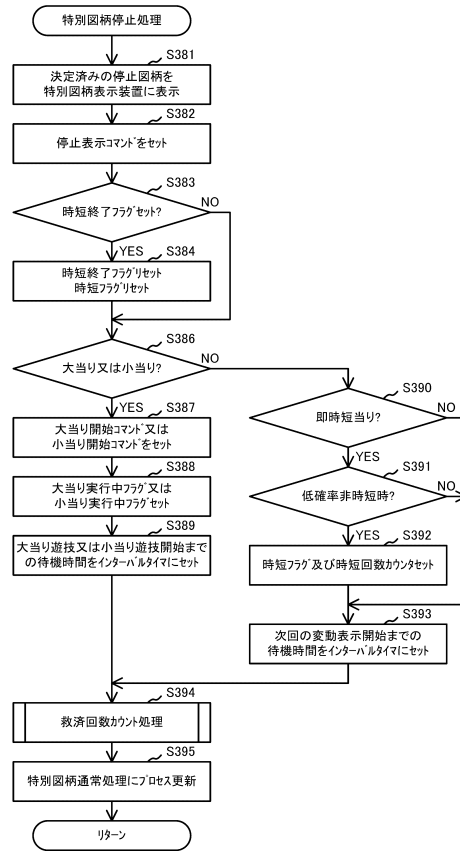 特別図柄停止処理
S381
決定済みの停止図柄を
特別図柄表示装置に表示
S382
停止表示コマンドをセット
S383
時短終了フラグセット?
NO
YES
S384
時短終了フラグリセット
時短フラグリセット
S386
大当り又は小当り?
NO
YES
S387
大当り開始コマンド又は
小当り開始コマンドをセット
S388
大当り実行中フラグ又は
小当り実行中フラグセット
S389
大当り遊技又は小当り遊技開始まで
の待機時間をインターバルタイマにセット
S390
即時短当り?
NO
YES
S391
低確率非時短時?
NO
YES
S392
時短フラグ及び時短回数カウンタセット
S393
次回の変動表示開始までの
待機時間をインターバルタイマにセット
S394
救済回数カウント処理
S395
特別図柄通常処理にプロセス更新
リターン